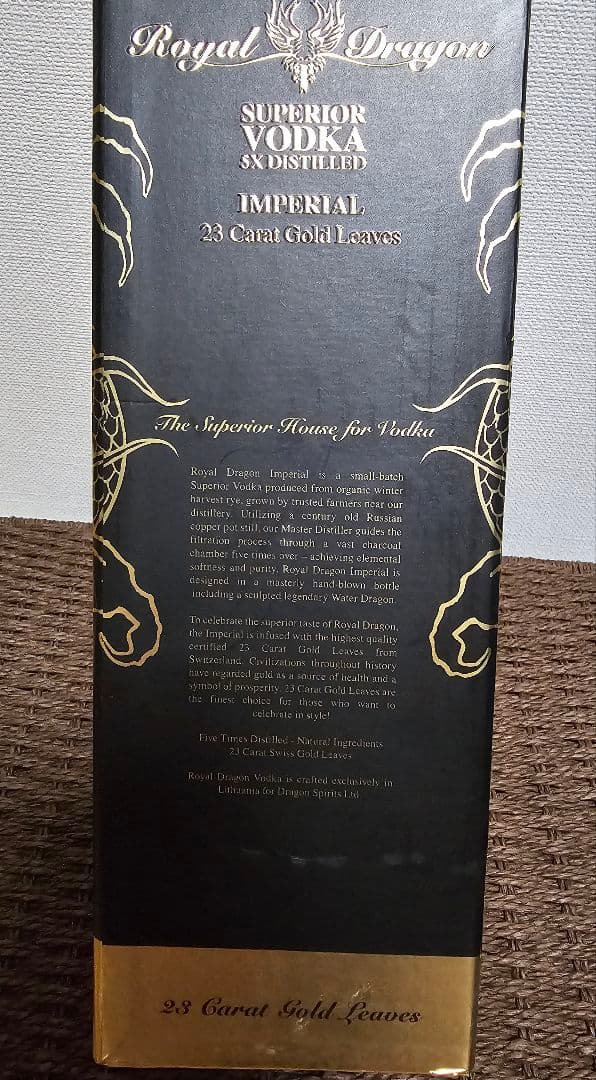 Royal Dragon
SUPERIOR
VODKA
5X DISTILLED
IMPERIAL
23 Carat Gold Leaves
The Superior House for Vodka
Royal Dragon Imperial is a small-batch
Superior Vodka produced from organic winter
harvest rye, grown by trusted farmers near our
distillery. Utilizing a century old Russian
copper pot still, our Master Distiller guides the
filtration process through a vast charcoal
chamber five times over – achieving elemental
softness and purity. Royal Dragon Imperial is
designed in a masterly hand-blown bottle
including a sculpted legendary Water Dragon.
To celebrate the superior taste of Royal Dragon,
the Imperial is infused with the highest quality
certified 23 Carat Gold Leaves from
Switzerland. Civilizations throughout history
have regarded gold as a source of health and a
symbol of prosperity. 23 Carat Gold Leaves are
the finest choice for those who want to
celebrate in style!
Five Times Distilled - Natural Ingredients
23 Carat Swiss Gold Leaves
Royal Dragon Vodka is crafted exclusively in
Lithuania for Dragon Spirits Ltd
23 Carat Gold Leaves